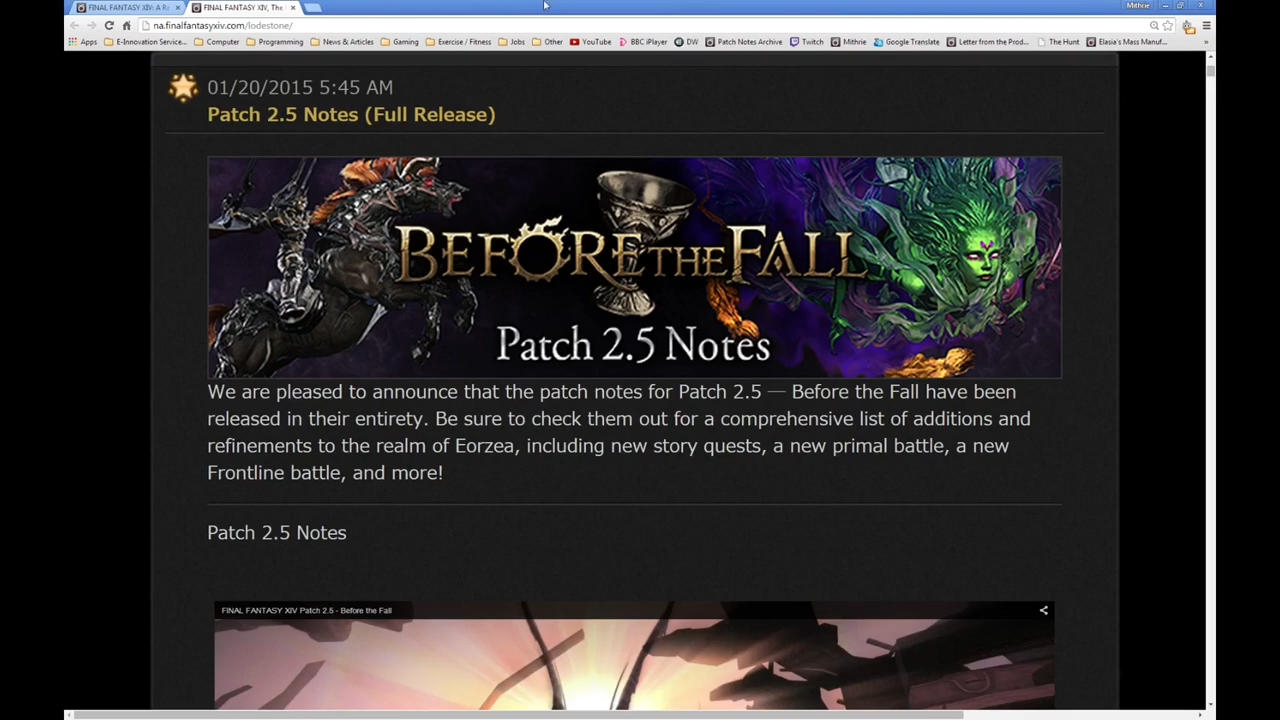 FINAL FANTASY XIV: A Re
FINAL FANTASY XIV, The
Mithrie
na.finalfantasyxiv.com/lodestone/
Apps E-Innovation Service... Computer Programming News & Articles Gaming Exercise / Fitness Jobs Other YouTube BBC iPlayer DW Patch Notes Archive Twitch Mithrie Google Translate Letter from the Prod... The Hunt Elasia's Mass Manuf... »
01/20/2015 5:45 AM
Patch 2.5 Notes (Full Release)
BEFORE THE FALL
Patch 2.5 Notes
We are pleased to announce that the patch notes for Patch 2.5 — Before the Fall have been
released in their entirety. Be sure to check them out for a comprehensive list of additions and
refinements to the realm of Eorzea, including new story quests, a new primal battle, a new
Frontline battle, and more!
Patch 2.5 Notes
FINAL FANTASY XIV Patch 2.5 - Before the Fall